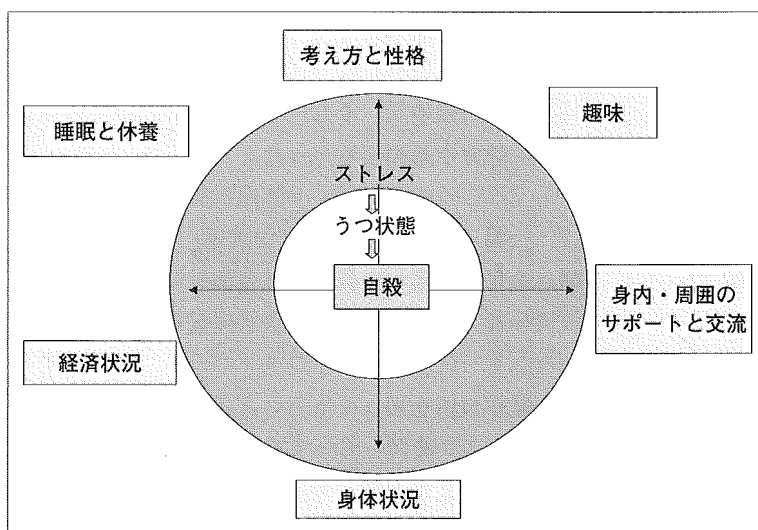 考え方と性格
趣味
睡眠と休養
ストレス
うつ状態
自殺
身内・周囲の
サポートと交流
経済状況
身体状況